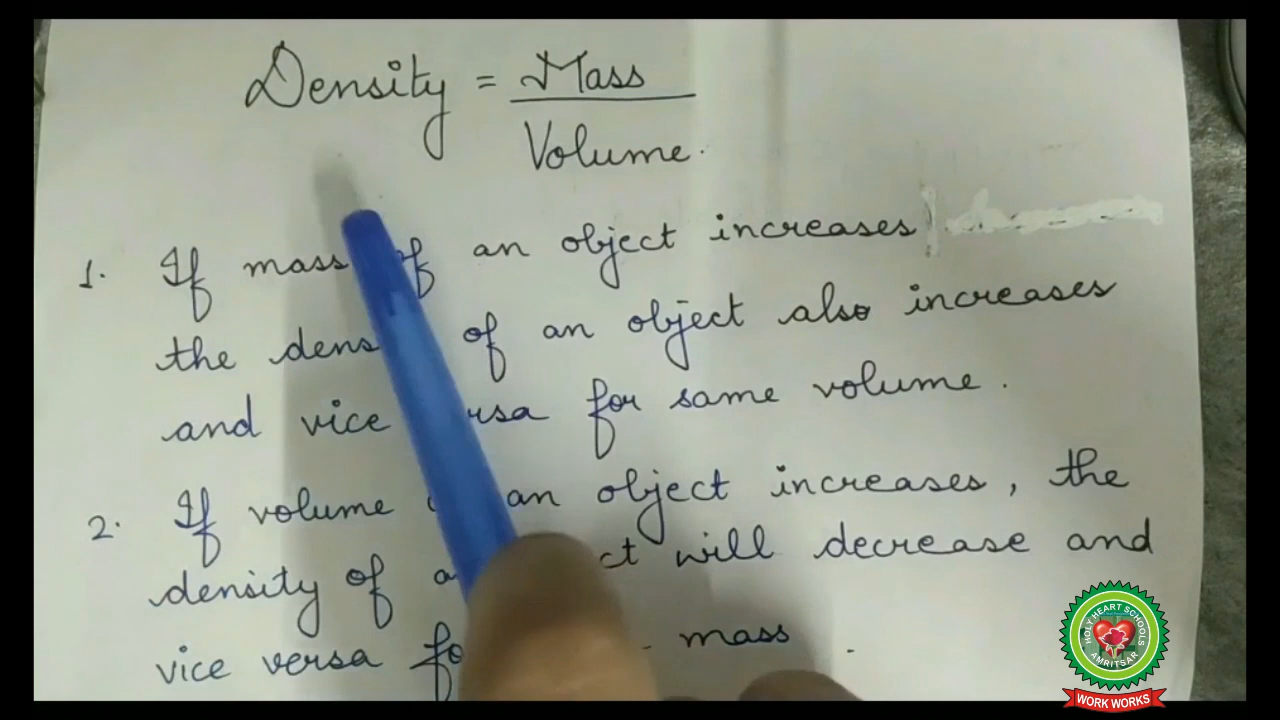 Density = Mass
Volume.
1. If mass of an object increases
the dens of an object also increases
and vice rsa for same volume.
2. If volume an object increases, the
density of a ct will decrease and
vice versa fo mass.
HOLY HEART SCHOOLS
AMRITSAR
WORK WORKS